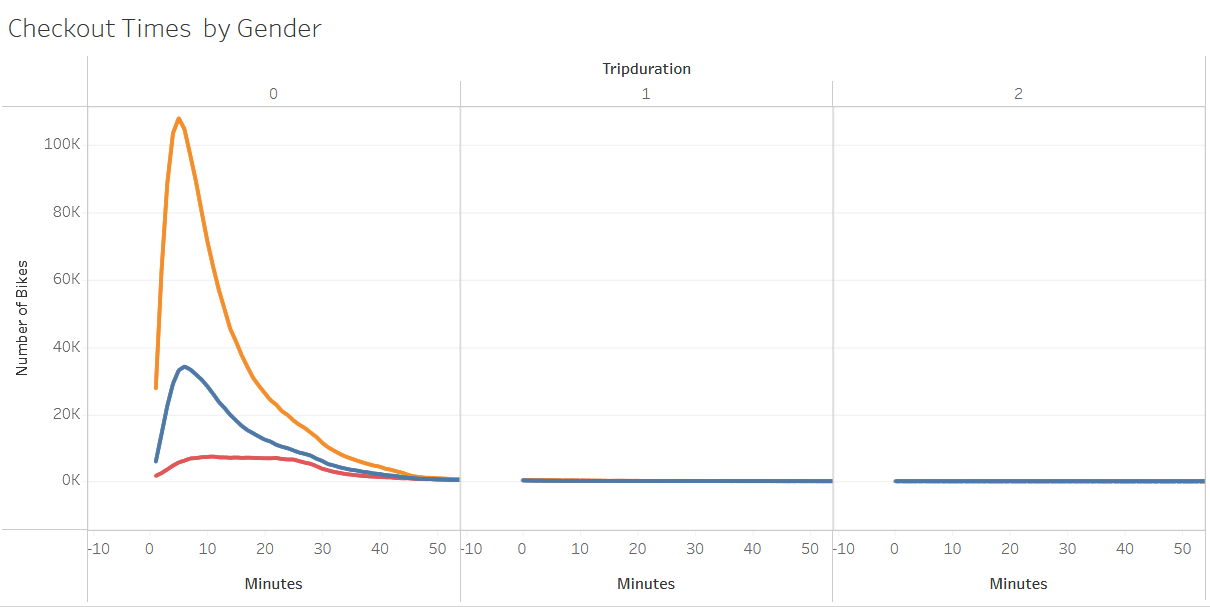 Checkout Times  by Gender
Tripduration
0 1 2
100K
80K
60K
40K
20K
0K
Number of Bikes
-10 0 10 20 30 40 50 -10 0 10 20 30 40 50 -10 0 10 20 30 40 50
Minutes Minutes Minutes